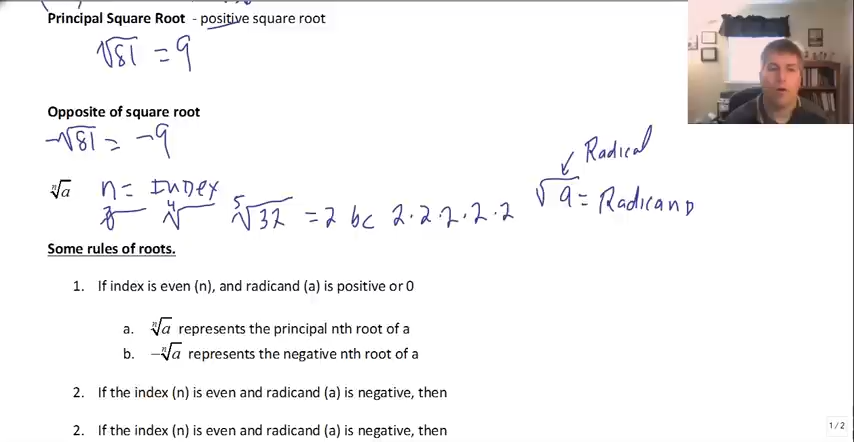 Principal Square Root - positive square root
√81 = 9
Opposite of square root
-√81 = -9
Radical
ⁿ√a n = Index
⁴√ ⁵√32 = 2 bc 2·2·2·2·2 √a = Radicand
Some rules of roots.
1. If index is even (n), and radicand (a) is positive or 0
a. ⁿ√a represents the principal nth root of a
b. -ⁿ√a represents the negative nth root of a
2. If the index (n) is even and radicand (a) is negative, then
2. If the index (n) is even and radicand (a) is negative, then
1/2